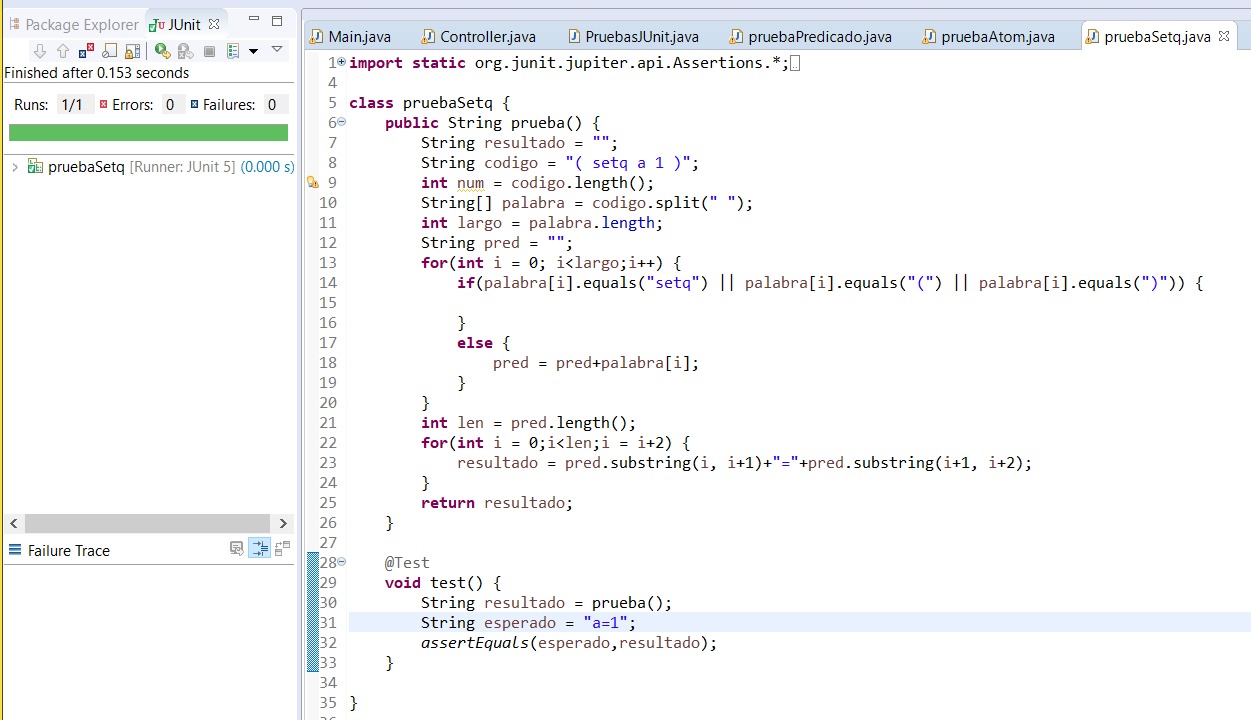 Package Explorer JUnit
Finished after 0.153 seconds
Runs: 1/1 Errors: 0 Failures: 0
pruebaSetq [Runner: JUnit 5] (0.000 s)
Failure Trace
Main.java Controller.java PruebasJUnit.java pruebaPredicado.java pruebaAtom.java pruebaSetq.java
1 import static org.junit.jupiter.api.Assertions.*;
4
5 class pruebaSetq {
6 public String prueba() {
7 String resultado = "";
8 String codigo = "( setq a 1 )";
9 int num = codigo.length();
10 String[] palabra = codigo.split(" ");
11 int largo = palabra.length;
12 String pred = "";
13 for(int i = 0; i<largo;i++) {
14 if(palabra[i].equals("setq") || palabra[i].equals("(") || palabra[i].equals(")")) {
15
16 }
17 else {
18 pred = pred+palabra[i];
19 }
20 }
21 int len = pred.length();
22 for(int i = 0;i<len;i = i+2) {
23 resultado = pred.substring(i, i+1)+"="+pred.substring(i+1, i+2);
24 }
25 return resultado;
26 }
27
28 @Test
29 void test() {
30 String resultado = prueba();
31 String esperado = "a=1";
32 assertEquals(esperado,resultado);
33 }
34
35 }